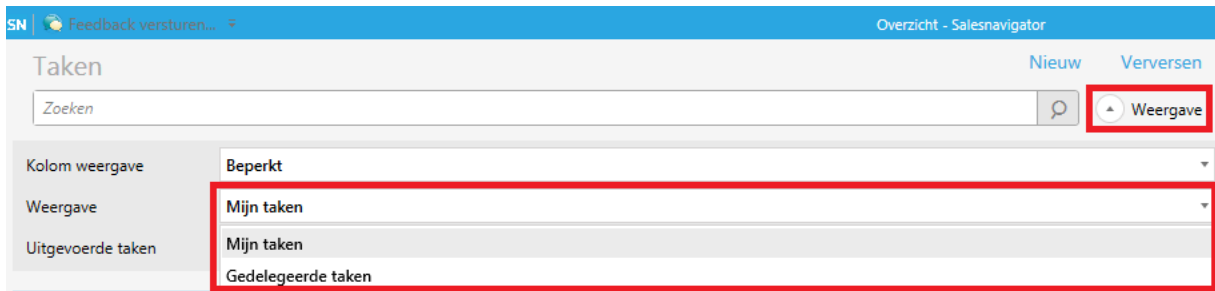 SN Feedback versturen... Overzicht - Salesnavigator
Taken Nieuw Verversen
Zoeken Weergave
Kolom weergave Beperkt
Weergave Mijn taken
Uitgevoerde taken Mijn taken
Gedelegeerde taken